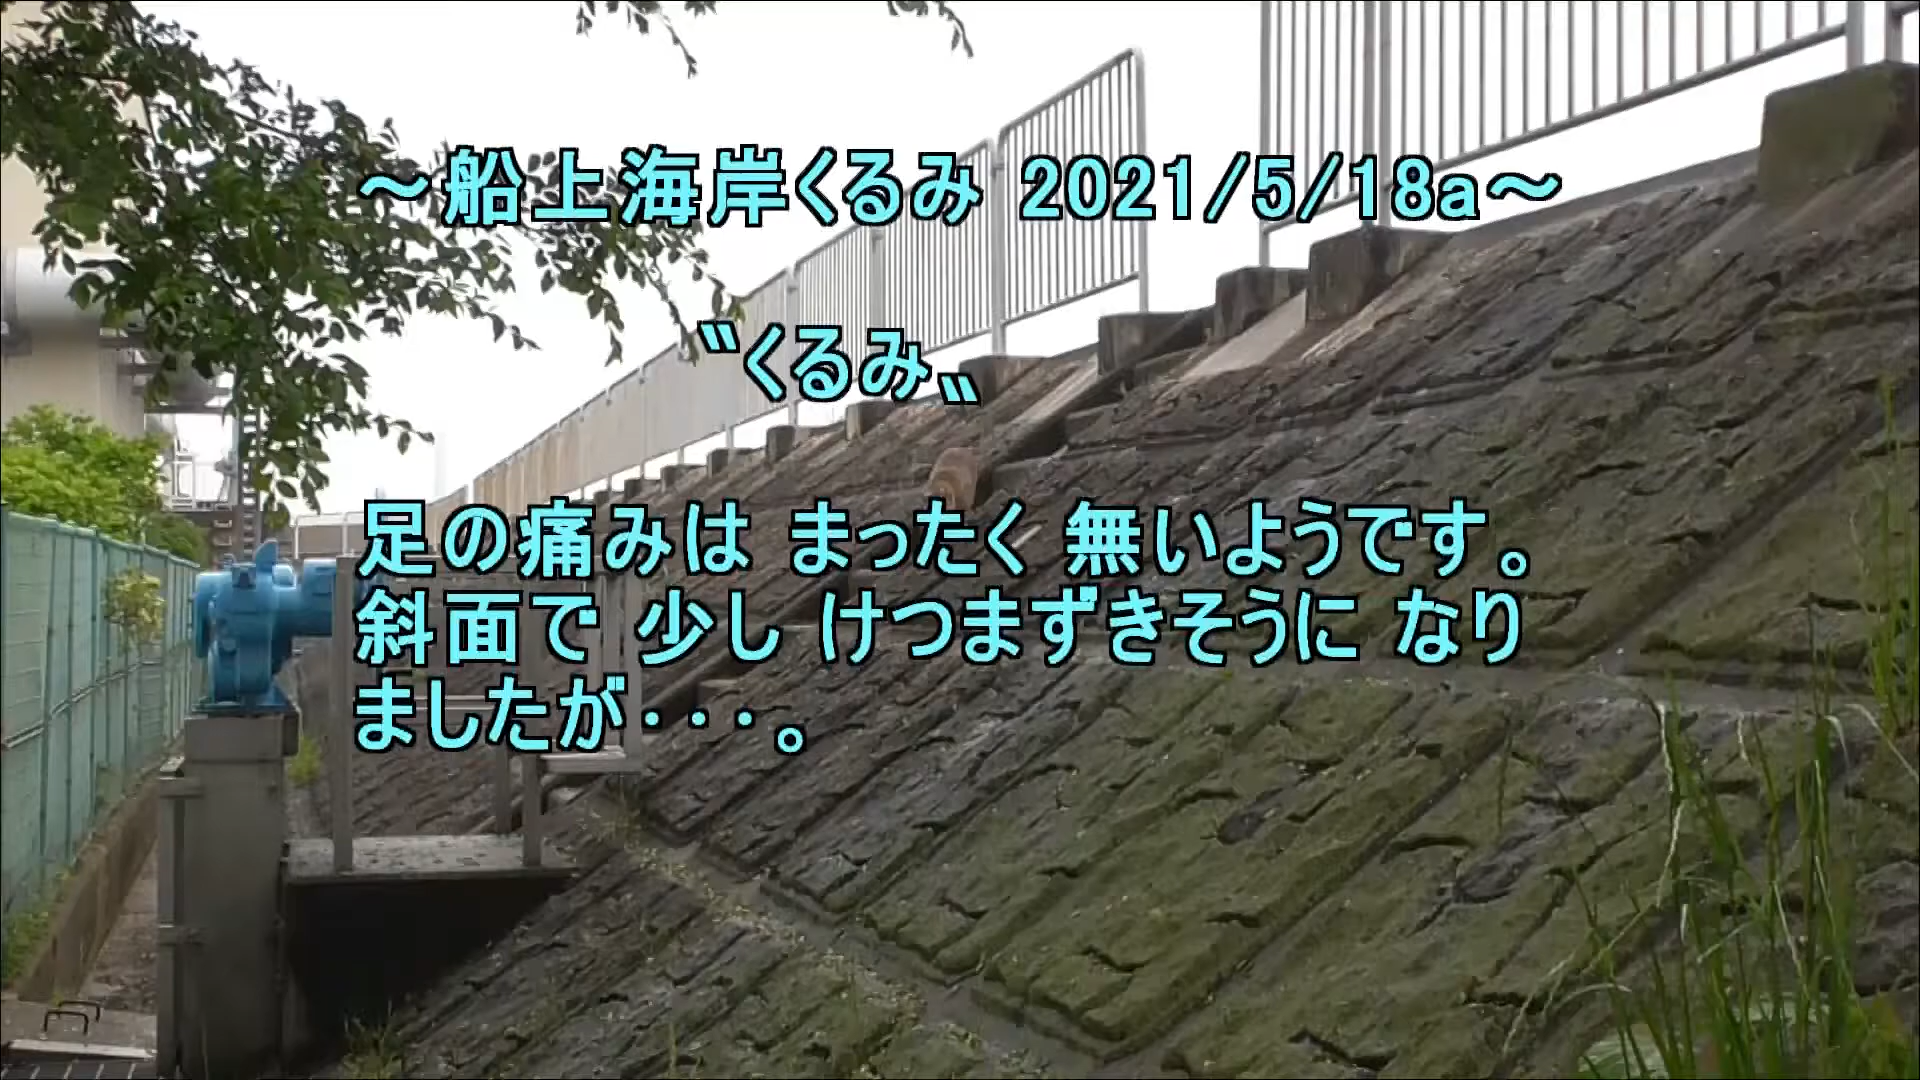 ～船上海岸くるみ 2021/5/18a～
〝くるみ〟
足の痛みは まったく 無いようです。
斜面で 少し けつまずきそうに なり
ましたが・・・。